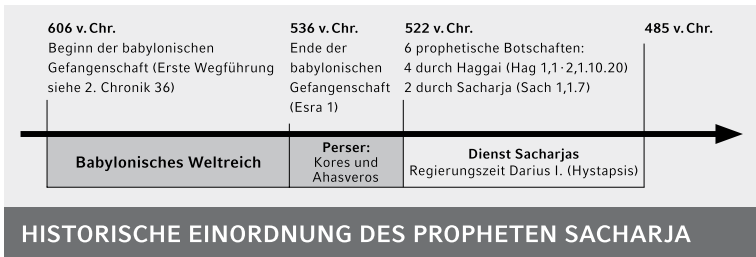 606 v. Chr.
Beginn der babylonischen
Gefangenschaft (Erste Wegführung
siehe 2. Chronik 36)
536 v. Chr.
Ende der
babylonischen
Gefangenschaft
(Esra 1)
522 v. Chr.
6 prophetische Botschaften:
4 durch Haggai (Hag 1,1 · 2,1.10.20)
2 durch Sacharja (Sach 1,1.7)
485 v. Chr.
Babylonisches Weltreich
Perser:
Kores und
Ahasveros
Dienst Sacharjas
Regierungszeit Darius I. (Hystapsis)
HISTORISCHE EINORDNUNG DES PROPHETEN SACHARJA